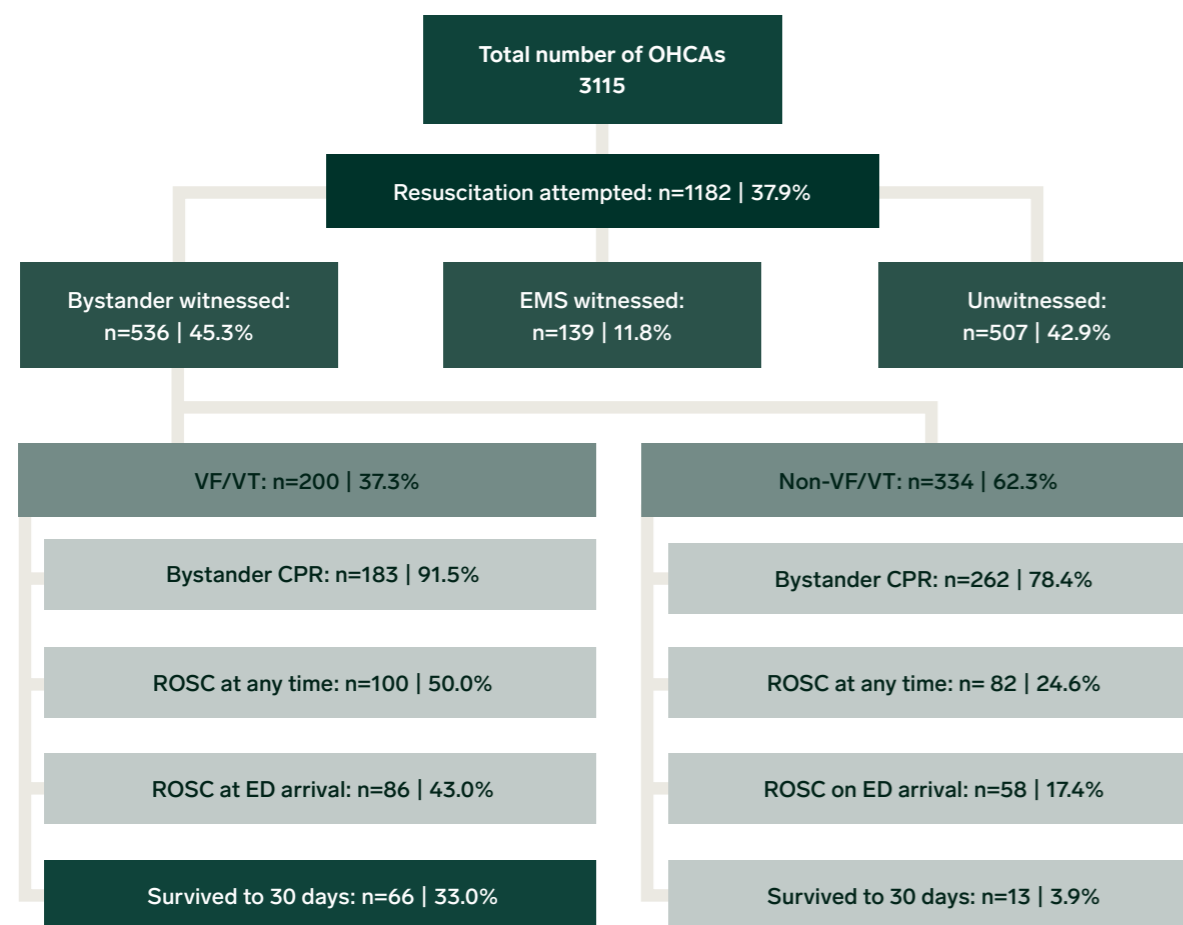 Total number of OHCAs
3115
Resuscitation attempted: n=1182 | 37.9%
Bystander witnessed:
n=536 | 45.3%
EMS witnessed:
n=139 | 11.8%
Unwitnessed:
n=507 | 42.9%
VF/VT: n=200 | 37.3%
Bystander CPR: n=183 | 91.5%
ROSC at any time: n=100 | 50.0%
ROSC at ED arrival: n=86 | 43.0%
Survived to 30 days: n=66 | 33.0%
Non-VF/VT: n=334 | 62.3%
Bystander CPR: n=262 | 78.4%
ROSC at any time: n= 82 | 24.6%
ROSC on ED arrival: n=58 | 17.4%
Survived to 30 days: n=13 | 3.9%